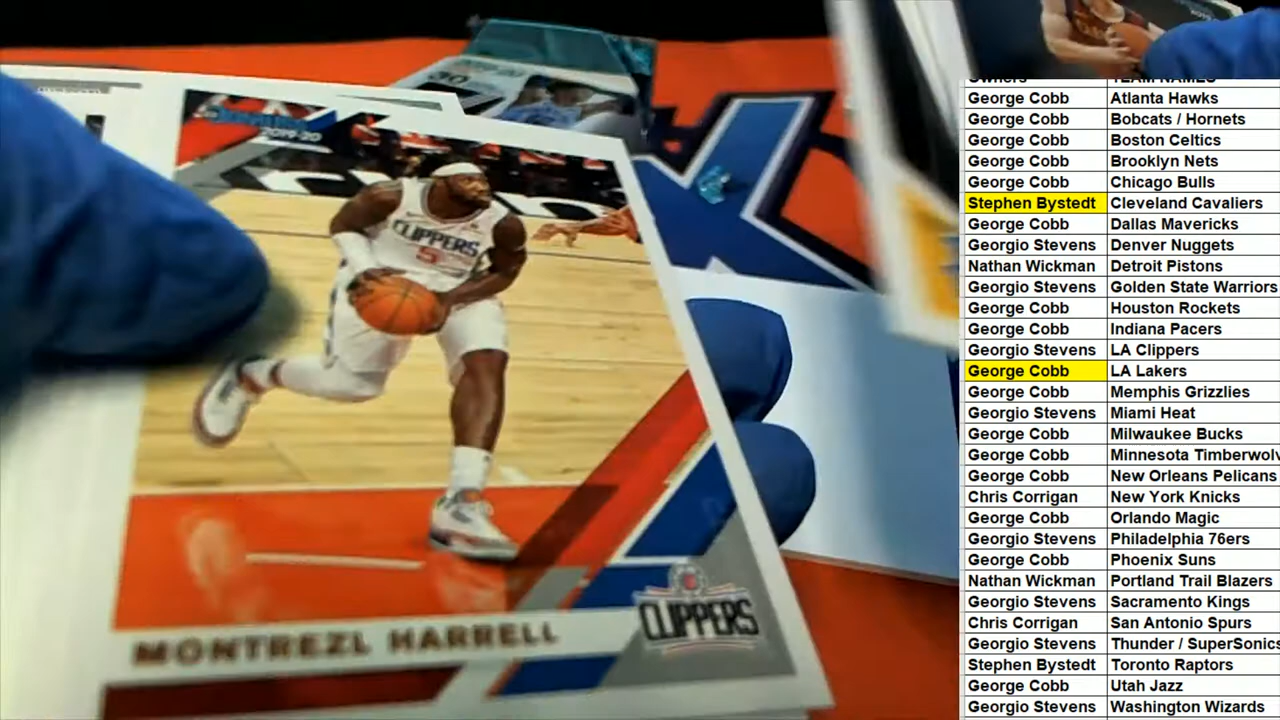 Donruss
2019-20
CLIPPERS
5
MONTREZL HARRELL
CLIPPERS
Owners TEAM NAMES
George Cobb Atlanta Hawks
George Cobb Bobcats / Hornets
George Cobb Boston Celtics
George Cobb Brooklyn Nets
George Cobb Chicago Bulls
Stephen Bystedt Cleveland Cavaliers
George Cobb Dallas Mavericks
Georgio Stevens Denver Nuggets
Nathan Wickman Detroit Pistons
Georgio Stevens Golden State Warriors
George Cobb Houston Rockets
George Cobb Indiana Pacers
Georgio Stevens LA Clippers
George Cobb LA Lakers
George Cobb Memphis Grizzlies
Georgio Stevens Miami Heat
George Cobb Milwaukee Bucks
George Cobb Minnesota Timberwolv
George Cobb New Orleans Pelicans
Chris Corrigan New York Knicks
George Cobb Orlando Magic
Georgio Stevens Philadelphia 76ers
George Cobb Phoenix Suns
Nathan Wickman Portland Trail Blazers
Georgio Stevens Sacramento Kings
Chris Corrigan San Antonio Spurs
Georgio Stevens Thunder / SuperSonics
Stephen Bystedt Toronto Raptors
George Cobb Utah Jazz
Georgio Stevens Washington Wizards